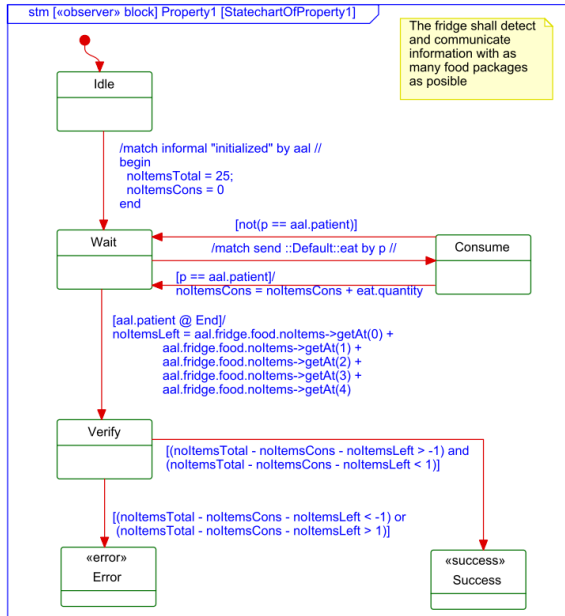 stm [«observer» block] Property1 [StatechartOfProperty1]
The fridge shall detect
and communicate
information with as
many food packages
as posible
Idle
/match informal "initialized" by aal //
begin
noItemsTotal = 25;
noItemsCons = 0
end
[not(p == aal.patient)]
Wait
/match send ::Default::eat by p //
Consume
[p == aal.patient]/
noItemsCons = noItemsCons + eat.quantity
[aal.patient @ End]/
noItemsLeft = aal.fridge.food.noItems->getAt(0) +
aal.fridge.food.noItems->getAt(1) +
aal.fridge.food.noItems->getAt(2) +
aal.fridge.food.noItems->getAt(3) +
aal.fridge.food.noItems->getAt(4)
Verify
[(noItemsTotal - noItemsCons - noItemsLeft > -1) and
(noItemsTotal - noItemsCons - noItemsLeft < 1)]
[(noItemsTotal - noItemsCons - noItemsLeft < -1) or
(noItemsTotal - noItemsCons - noItemsLeft > 1)]
«error»
Error
«success»
Success